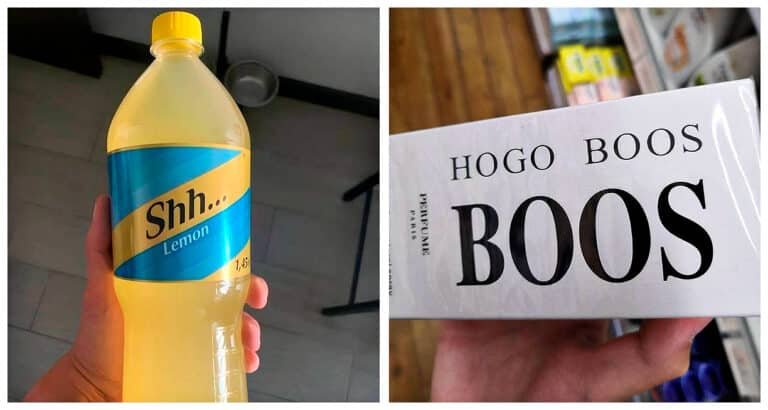 Shh...
Lemon
1,45
HOGO BOOS
BOOS
PERFUME
PARIS